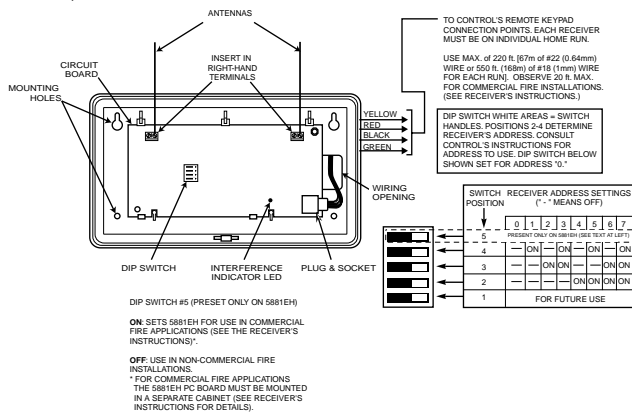 ANTENNAS
CIRCUIT
BOARD
MOUNTING
HOLES
INSERT IN
RIGHT-HAND
TERMINALS
YELLOW
RED
BLACK
GREEN
WIRING
OPENING
DIP SWITCH
INTERFERENCE
INDICATOR LED
PLUG & SOCKET
TO CONTROL'S REMOTE KEYPAD
CONNECTION POINTS. EACH RECEIVER
MUST BE ON INDIVIDUAL HOME RUN.
USE MAX. of 220 ft. [67m of #22 (0.64mm)
WIRE or 550 ft. (168m) of #18 (1mm) WIRE
FOR EACH RUN]. OBSERVE 20 ft. MAX.
FOR COMMERCIAL FIRE INSTALLATIONS.
(SEE RECEIVER'S INSTRUCTIONS.)
DIP SWITCH WHITE AREAS = SWITCH
HANDLES. POSITIONS 2-4 DETERMINE
RECEIVER'S ADDRESS. CONSULT
CONTROL'S INSTRUCTIONS FOR
ADDRESS TO USE. DIP SWITCH BELOW
SHOWN SET FOR ADDRESS "0."
SWITCH POSITION
RECEIVER ADDRESS SETTINGS
(" - " MEANS OFF)
0 1 2 3 4 5 6 7
5 PRESENT ONLY ON 5881EH (SEE TEXT AT LEFT)
4 — ON — ON — ON — ON
3 — — ON ON — — ON ON
2 — — — — ON ON ON ON
1 FOR FUTURE USE
DIP SWITCH #5 (PRESET ONLY ON 5881EH)
ON: SETS 5881EH FOR USE IN COMMERCIAL
FIRE APPLICATIONS (SEE THE RECEIVER'S
INSTRUCTIONS)*.
OFF: USE IN NON-COMMERCIAL FIRE
INSTALLATIONS.
* FOR COMMERCIAL FIRE APPLICATIONS
THE 5881EH PC BOARD MUST BE MOUNTED
IN A SEPARATE CABINET (SEE RECEIVER'S
INSTRUCTIONS FOR DETAILS).